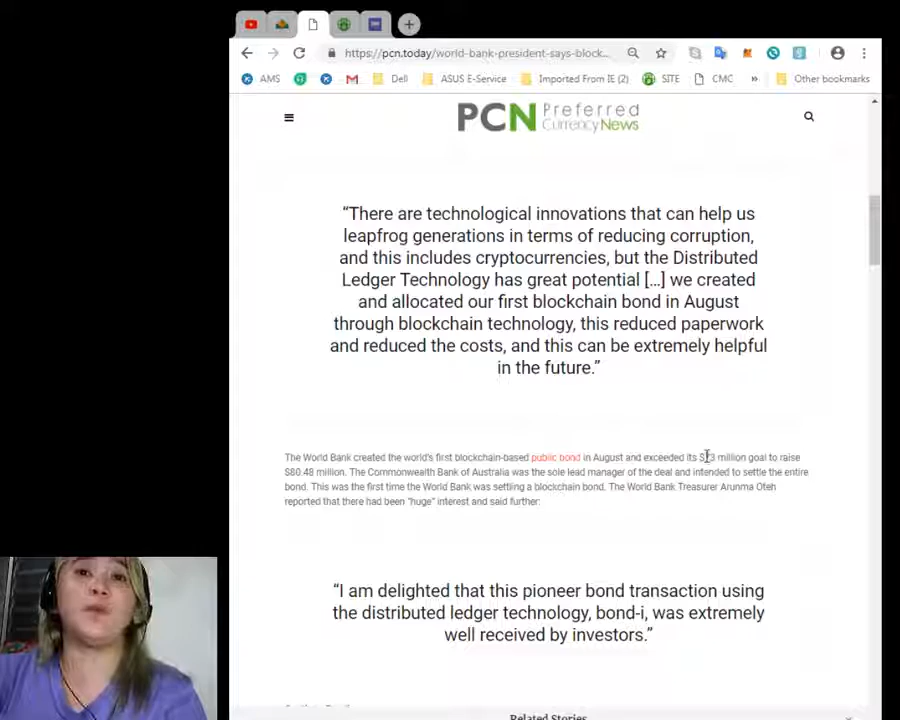 https://pcn.today/world-bank-president-says-block...
AMS
Dell
ASUS E-Service
Imported From IE (2)
SITE
CMC
»
Other bookmarks
PCN Preferred
CurrencyNews
“There are technological innovations that can help us
leapfrog generations in terms of reducing corruption,
and this includes cryptocurrencies, but the Distributed
Ledger Technology has great potential […] we created
and allocated our first blockchain bond in August
through blockchain technology, this reduced paperwork
and reduced the costs, and this can be extremely helpful
in the future.”
The World Bank created the world's first blockchain-based public bond in August and exceeded its million goal to raise
$80.48 million. The Commonwealth Bank of Australia was the sole lead manager of the deal and intended to settle the entire
bond. This was the first time the World Bank was settling a blockchain bond. The World Bank Treasurer Arunma Oteh
reported that there had been "huge" interest and said further:
“I am delighted that this pioneer bond transaction using
the distributed ledger technology, bond-i, was extremely
well received by investors.”
Related Stories